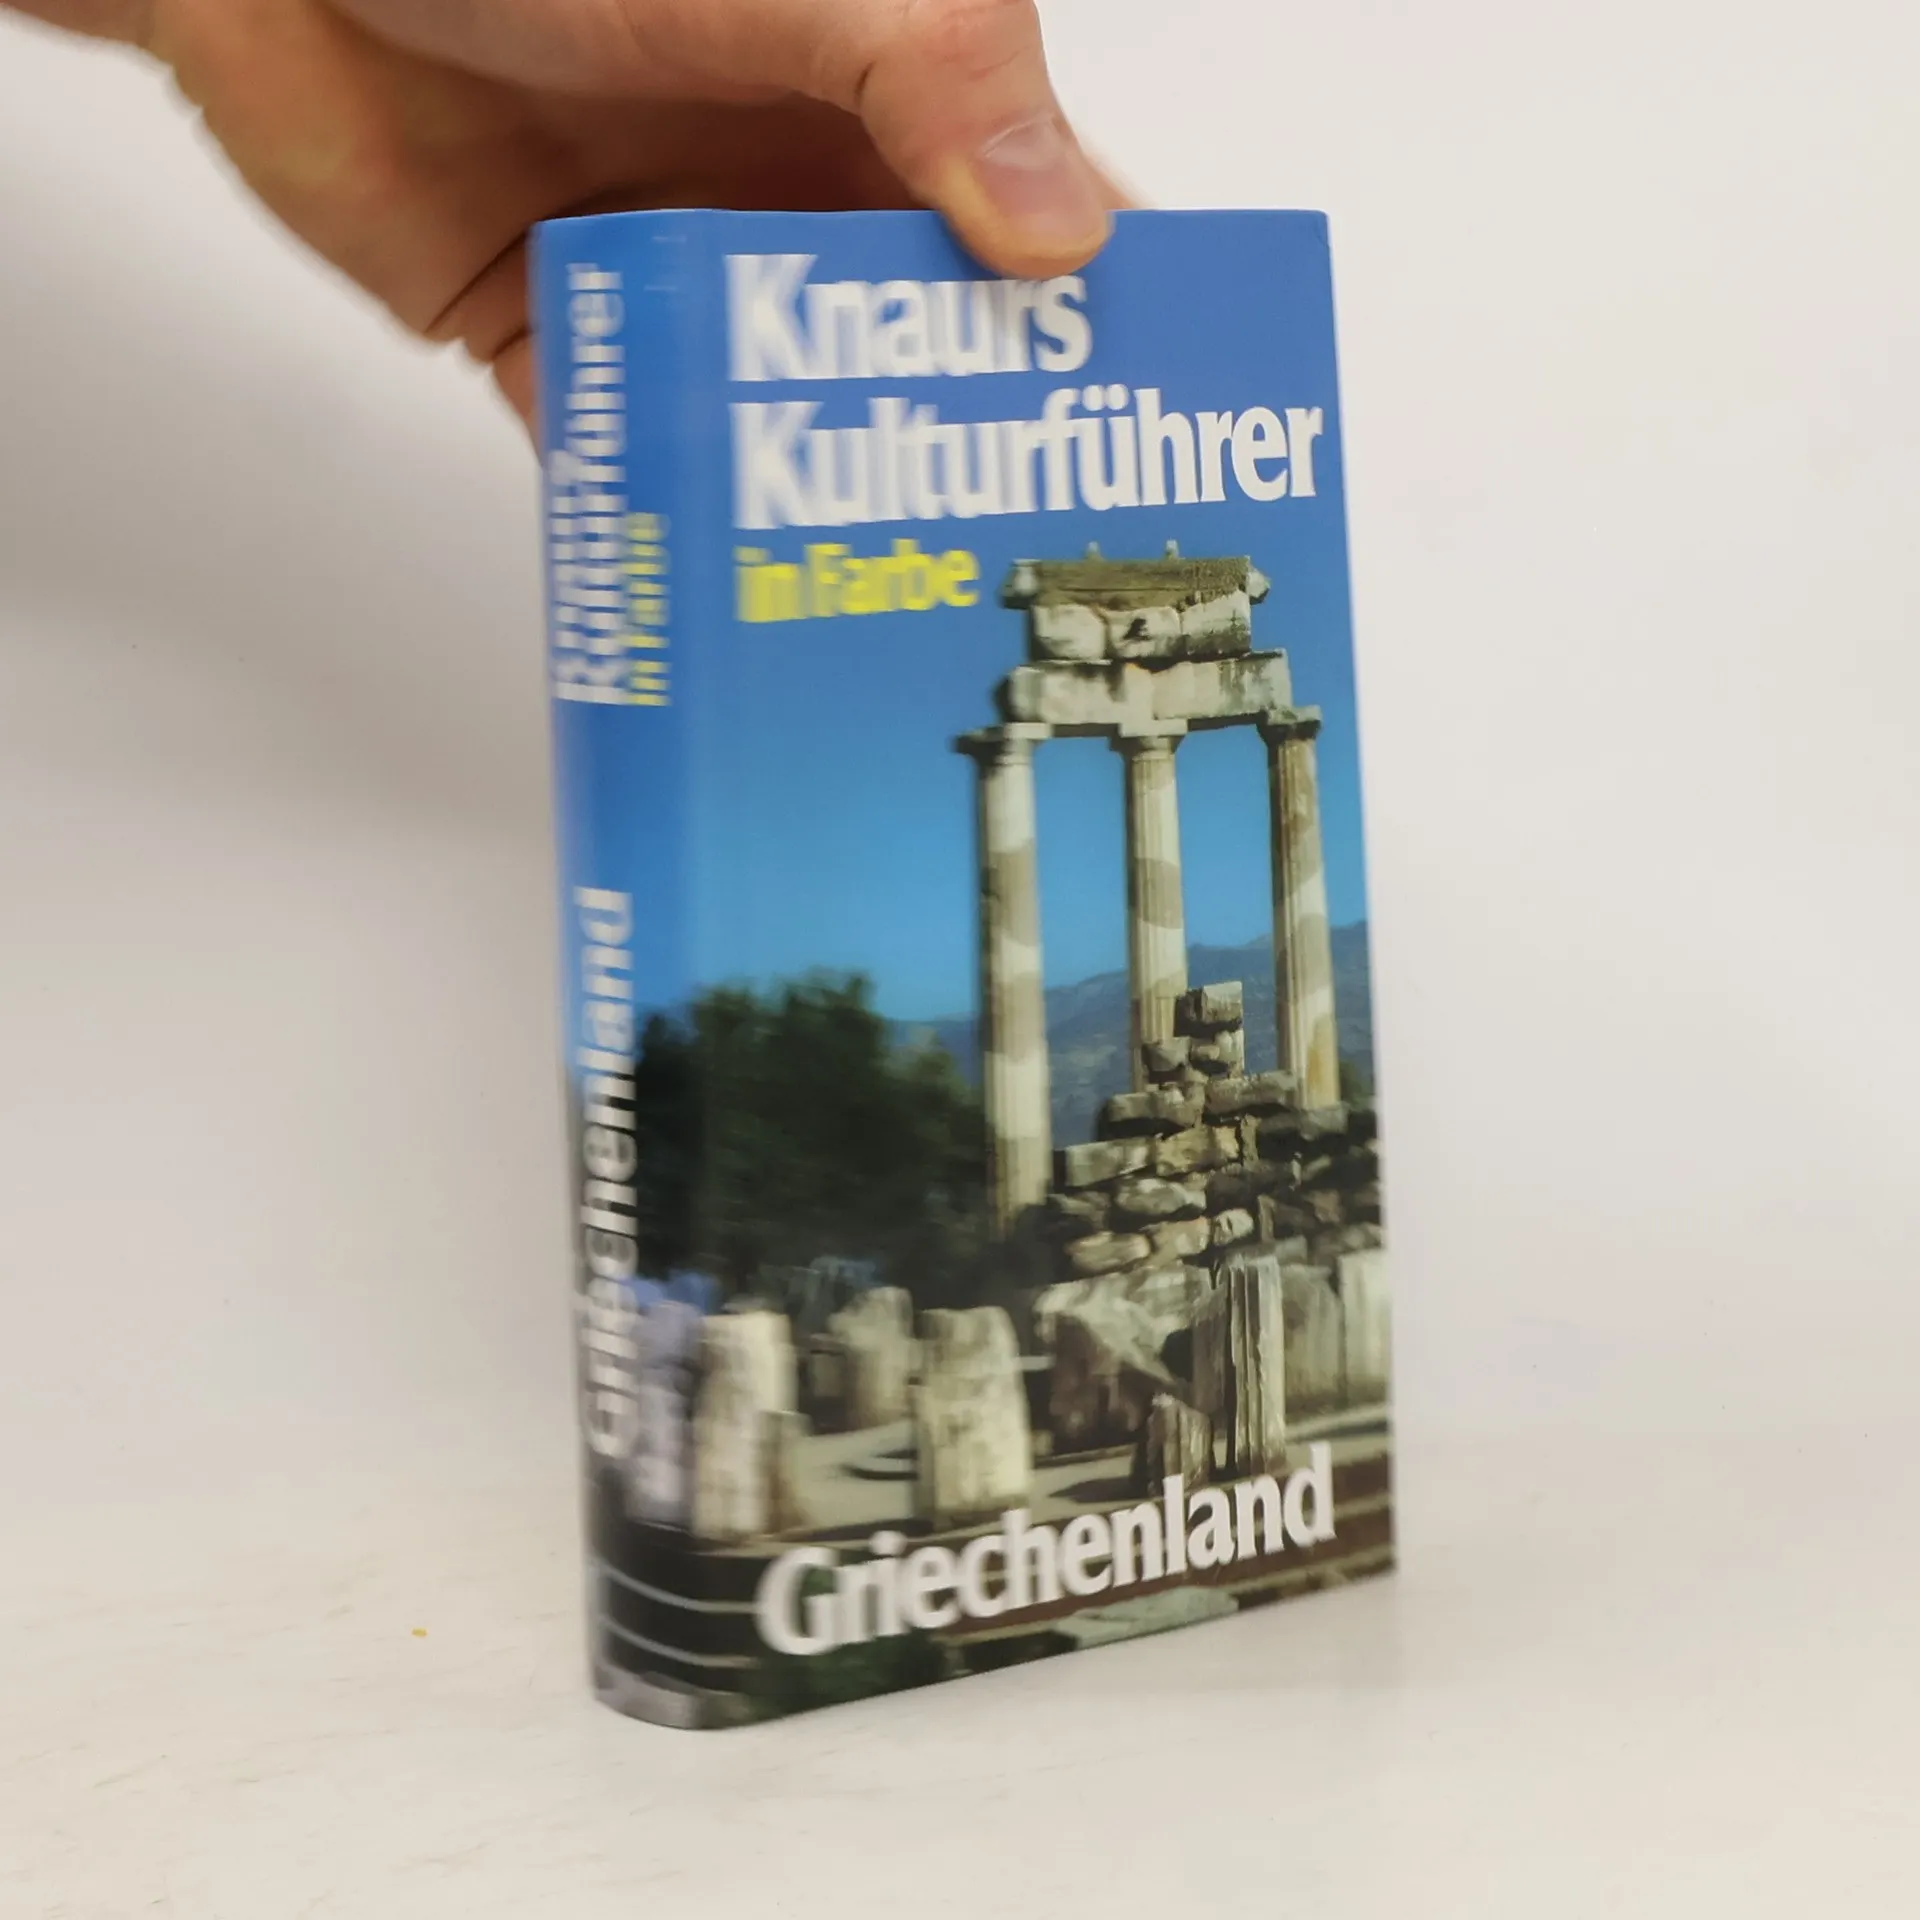 Knaurs
Kulturführer
in Farbe
Griechenland
Knaurs
Kulturführer
in Farbe
Griechenland